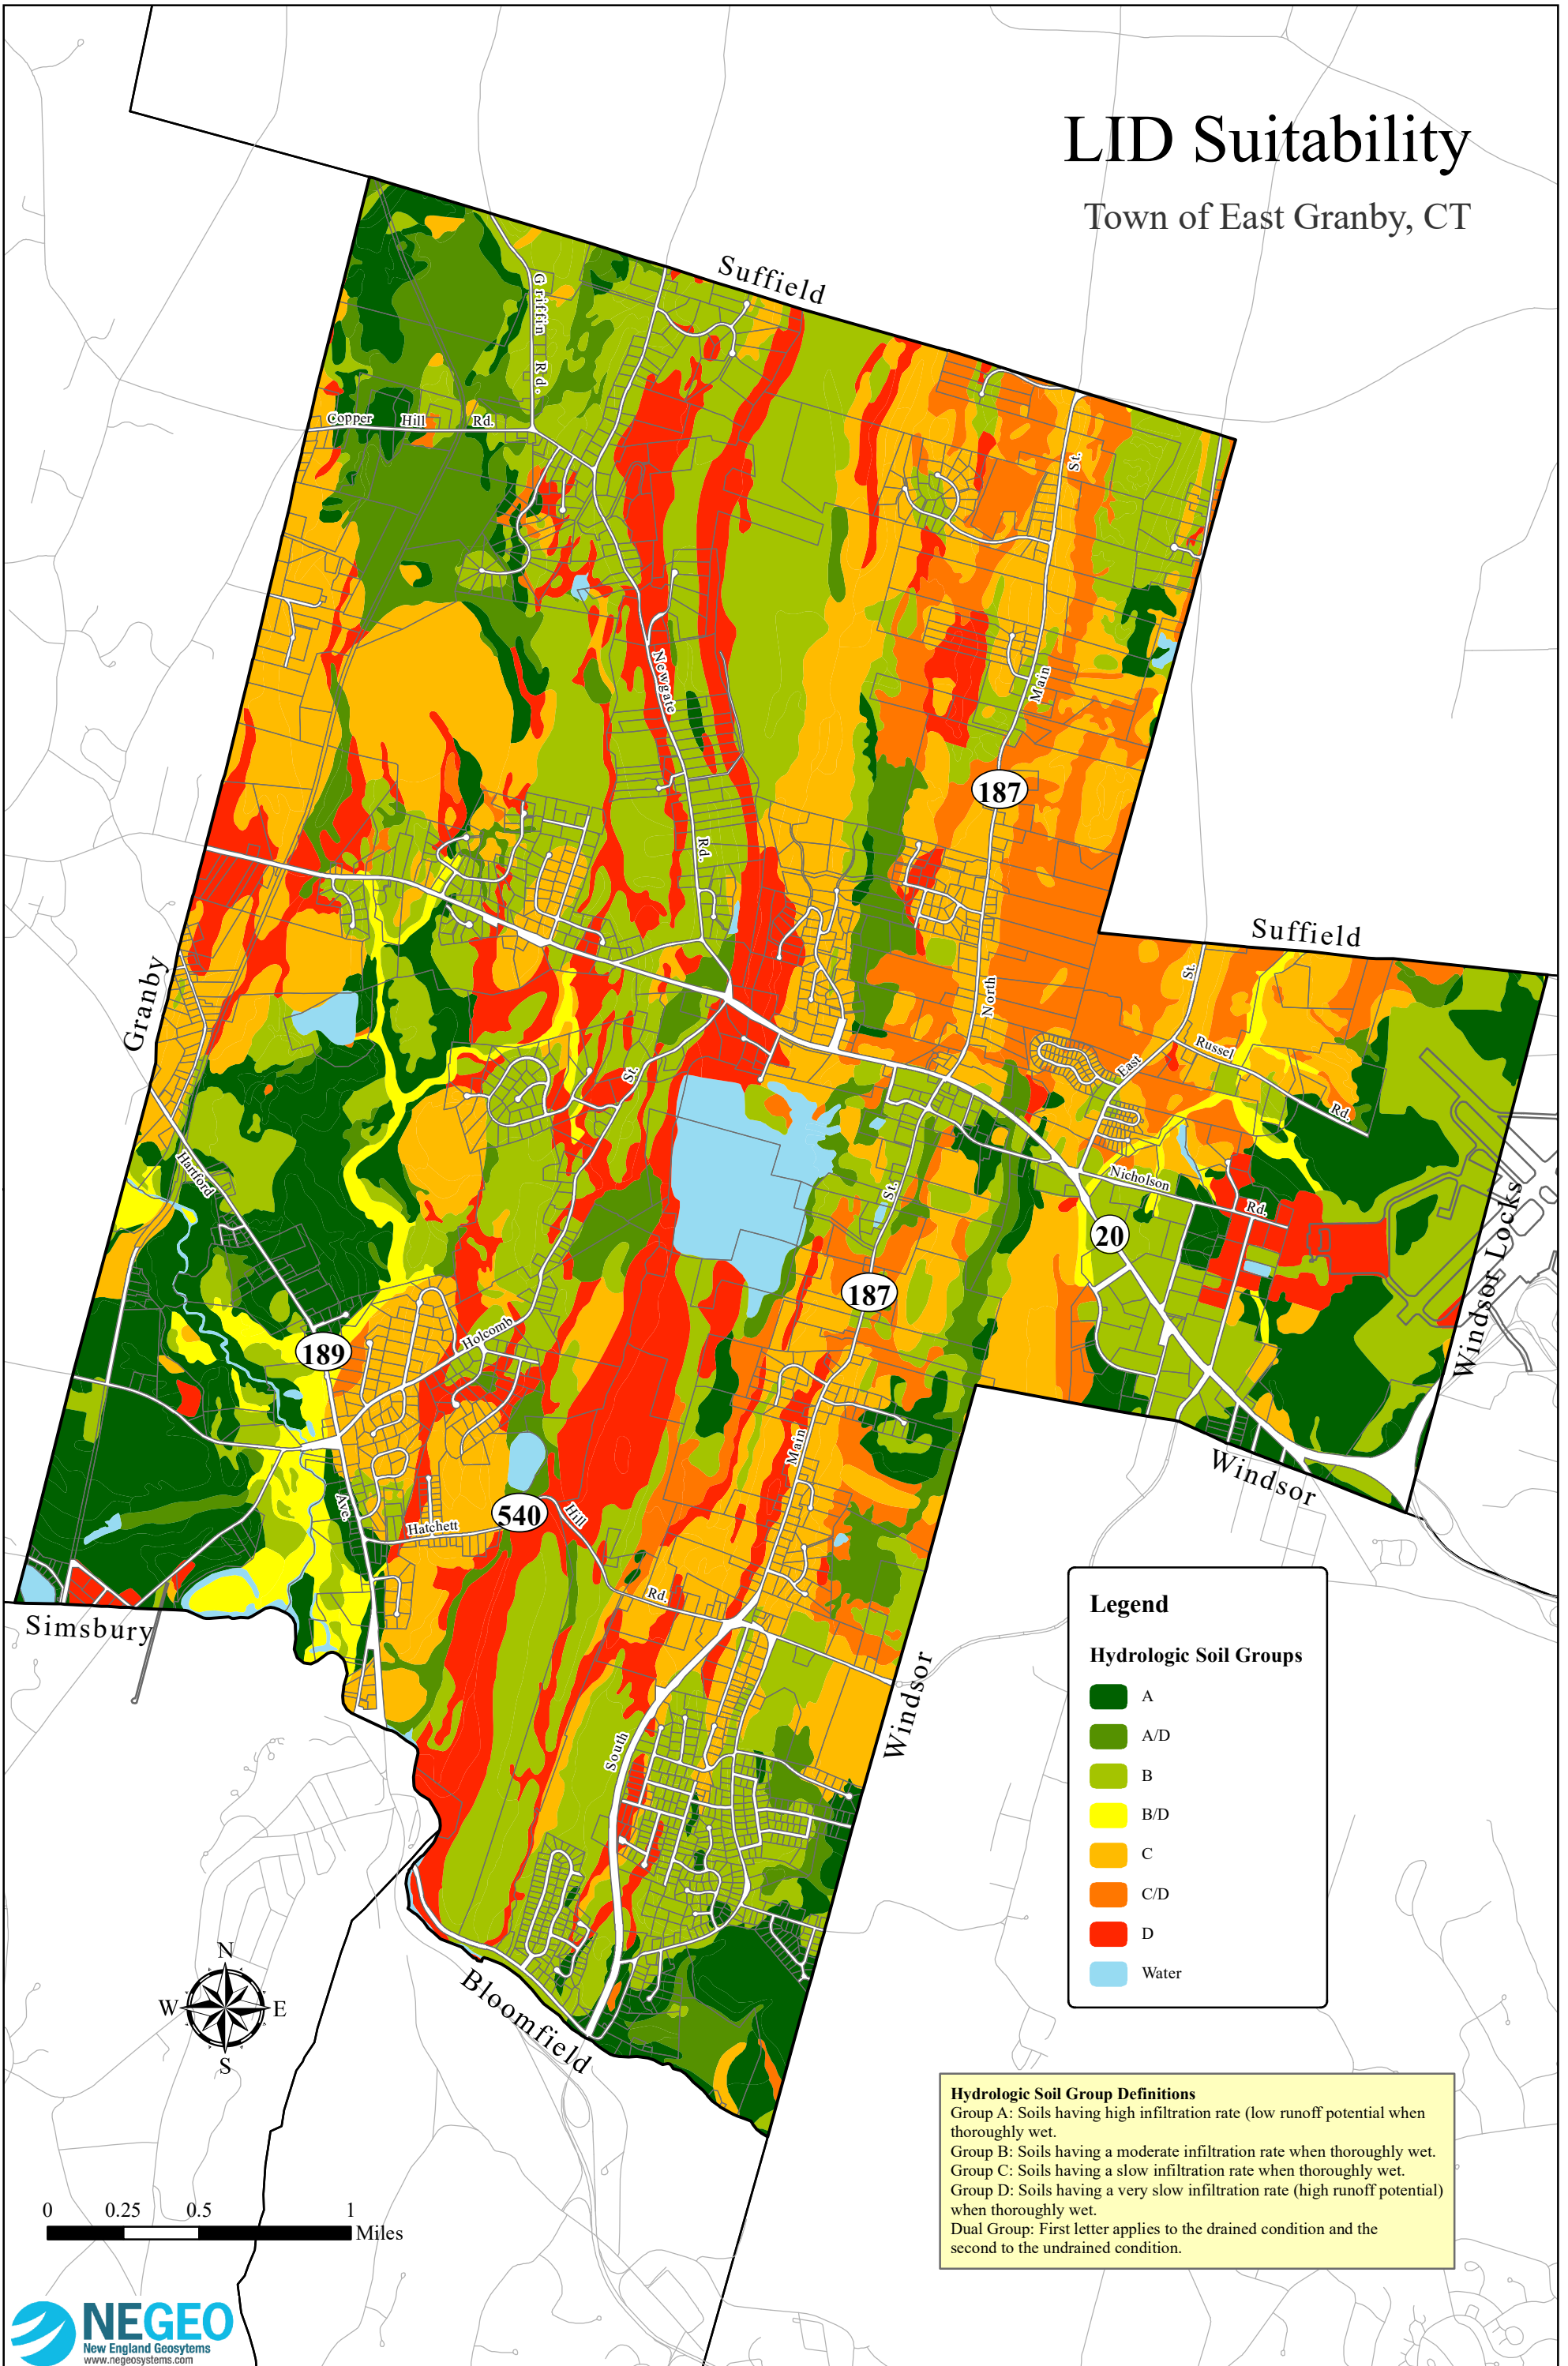 LID Suitability
Town of East Granby, CT
Suffield
Griffin Rd.
Copper Hill Rd.
St.
Newgate
Main
187
Rd.
Suffield
Granby
North
St.
Russel
East
Rd.
St.
Hartford
Nicholson
Rd.
St.
20
Windsor Locks
187
189
Holcomb
Main
Windsor
Ave.
Hatchett
540
Hill
Rd.
Simsbury
Windsor
South
Bloomfield
Legend
Hydrologic Soil Groups
A
A/D
B
B/D
C
C/D
D
Water
N
W
E
S
Hydrologic Soil Group Definitions
Group A: Soils having high infiltration rate (low runoff potential when
thoroughly wet.
Group B: Soils having a moderate infiltration rate when thoroughly wet.
Group C: Soils having a slow infiltration rate when thoroughly wet.
Group D: Soils having a very slow infiltration rate (high runoff potential)
when thoroughly wet.
Dual Group: First letter applies to the drained condition and the
second to the undrained condition.
0 0.25 0.5 1
Miles
NEGEO
New England Geosytems
www.negeosystems.com